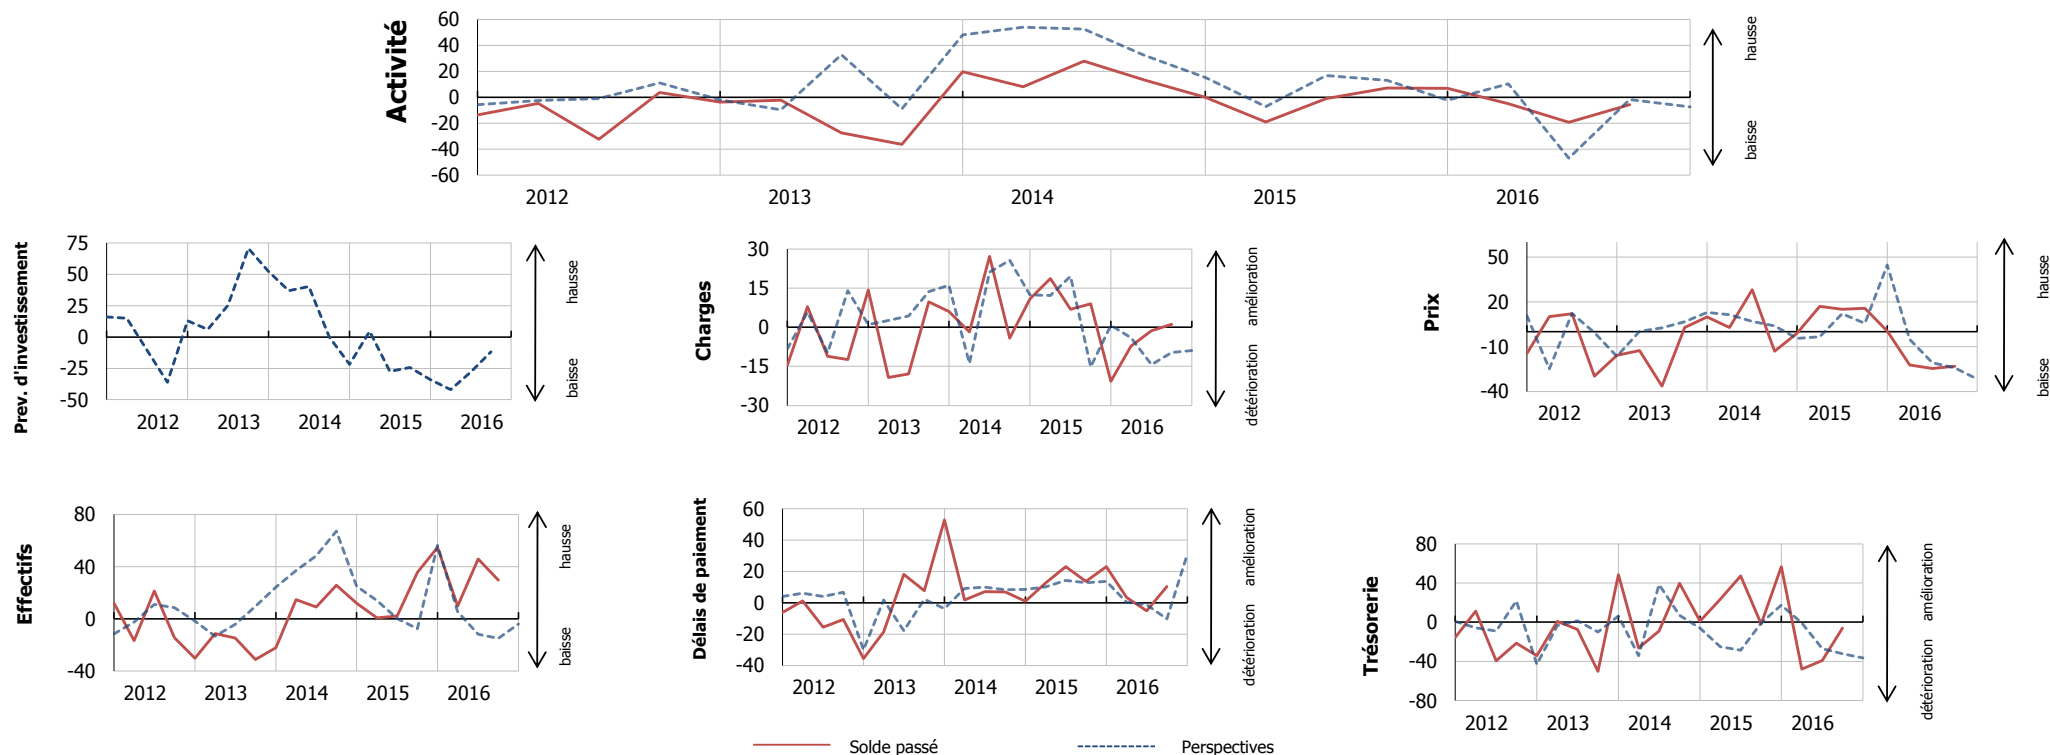 Activité
60
40
20
0
-20
-40
-60
2012 2013 2014 2015 2016
hausse
baisse
Prev. d'investissement
75
50
25
0
-25
-50
2012 2013 2014 2015 2016
hausse
baisse
Charges
30
15
0
-15
-30
2012 2013 2014 2015 2016
amélioration
détérioration
Prix
50
20
-10
-40
2012 2013 2014 2015 2016
hausse
baisse
Effectifs
80
40
0
-40
2012 2013 2014 2015 2016
hausse
baisse
Délais de paiement
60
40
20
0
-20
-40
2012 2013 2014 2015 2016
amélioration
détérioration
Trésorerie
80
40
0
-40
-80
2012 2013 2014 2015 2016
amélioration
détérioration
Solde passé Perspectives